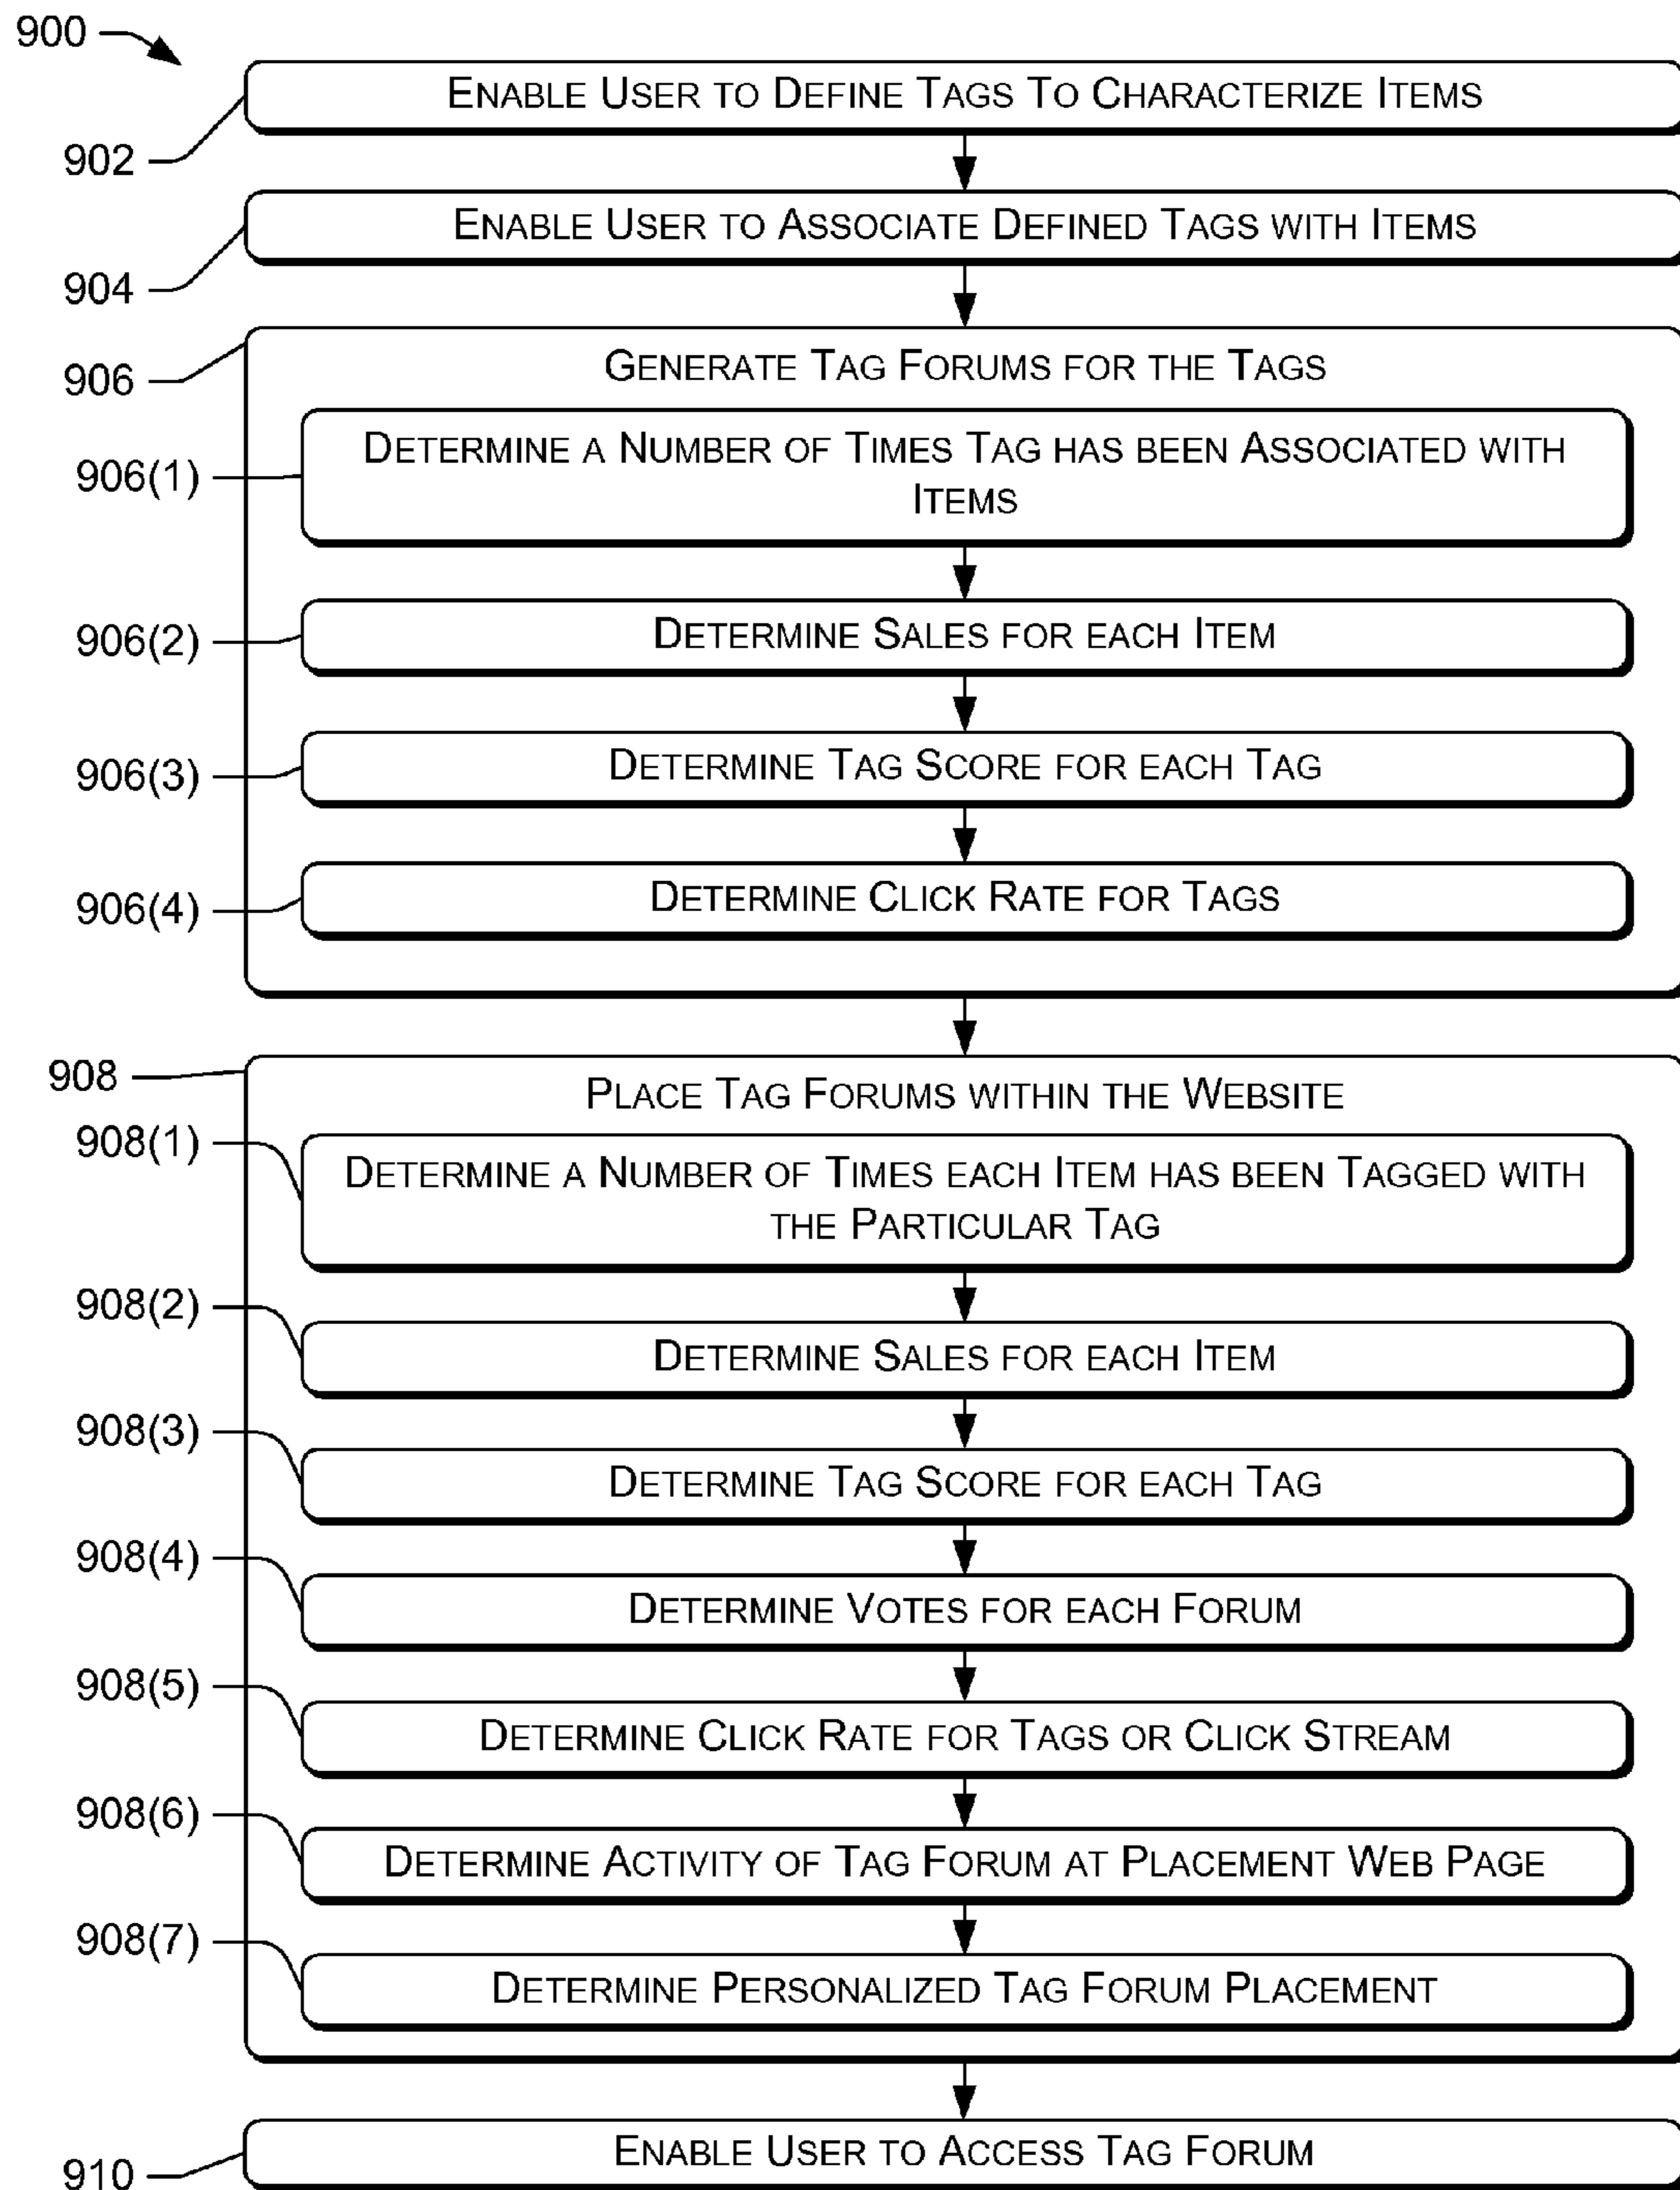 900
ENABLE USER TO DEFINE TAGS TO CHARACTERIZE ITEMS
902
ENABLE USER TO ASSOCIATE DEFINED TAGS WITH ITEMS
904
906
GENERATE TAG FORUMS FOR THE TAGS
906(1)
DETERMINE A NUMBER OF TIMES TAG HAS BEEN ASSOCIATED WITH
ITEMS
906(2)
DETERMINE SALES FOR EACH ITEM
906(3)
DETERMINE TAG SCORE FOR EACH TAG
906(4)
DETERMINE CLICK RATE FOR TAGS
908
PLACE TAG FORUMS WITHIN THE WEBSITE
908(1)
DETERMINE A NUMBER OF TIMES EACH ITEM HAS BEEN TAGGED WITH
THE PARTICULAR TAG
908(2)
DETERMINE SALES FOR EACH ITEM
908(3)
DETERMINE TAG SCORE FOR EACH TAG
908(4)
DETERMINE VOTES FOR EACH FORUM
908(5)
DETERMINE CLICK RATE FOR TAGS OR CLICK STREAM
908(6)
DETERMINE ACTIVITY OF TAG FORUM AT PLACEMENT WEB PAGE
908(7)
DETERMINE PERSONALIZED TAG FORUM PLACEMENT
ENABLE USER TO ACCESS TAG FORUM
910